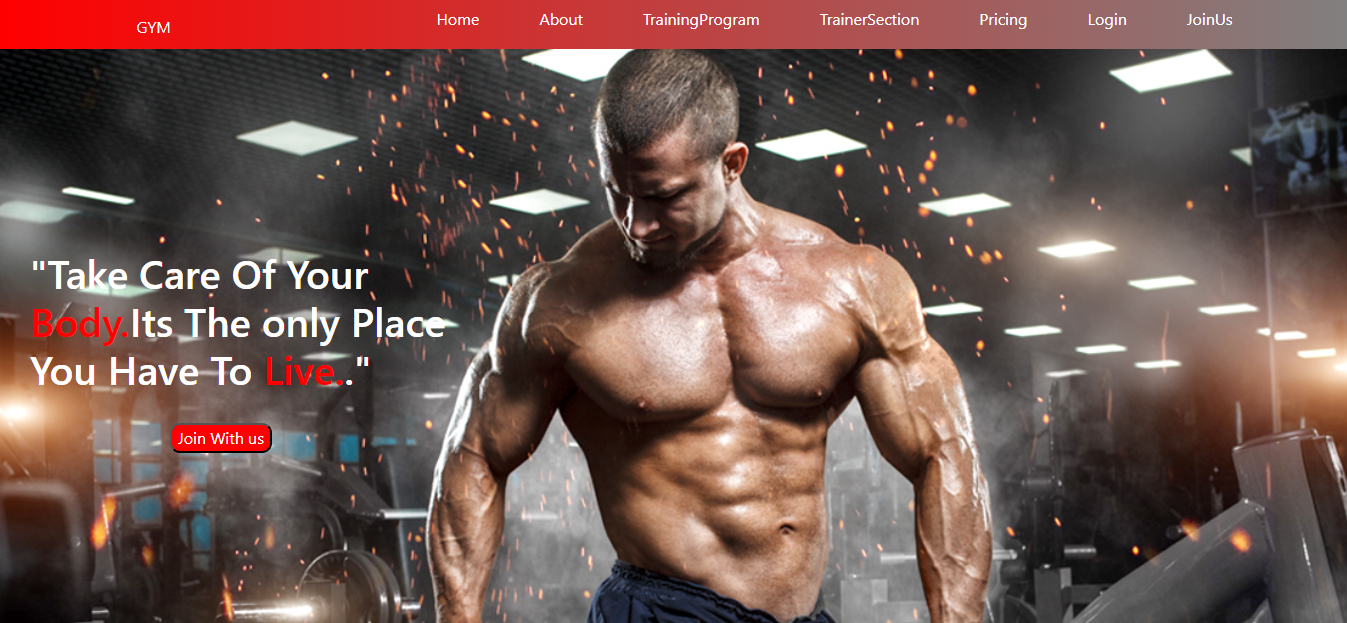 GYM
Home About TrainingProgram TrainerSection Pricing Login JoinUs
"Take Care Of Your
Body.Its The only Place
You Have To Live.."
Join With us